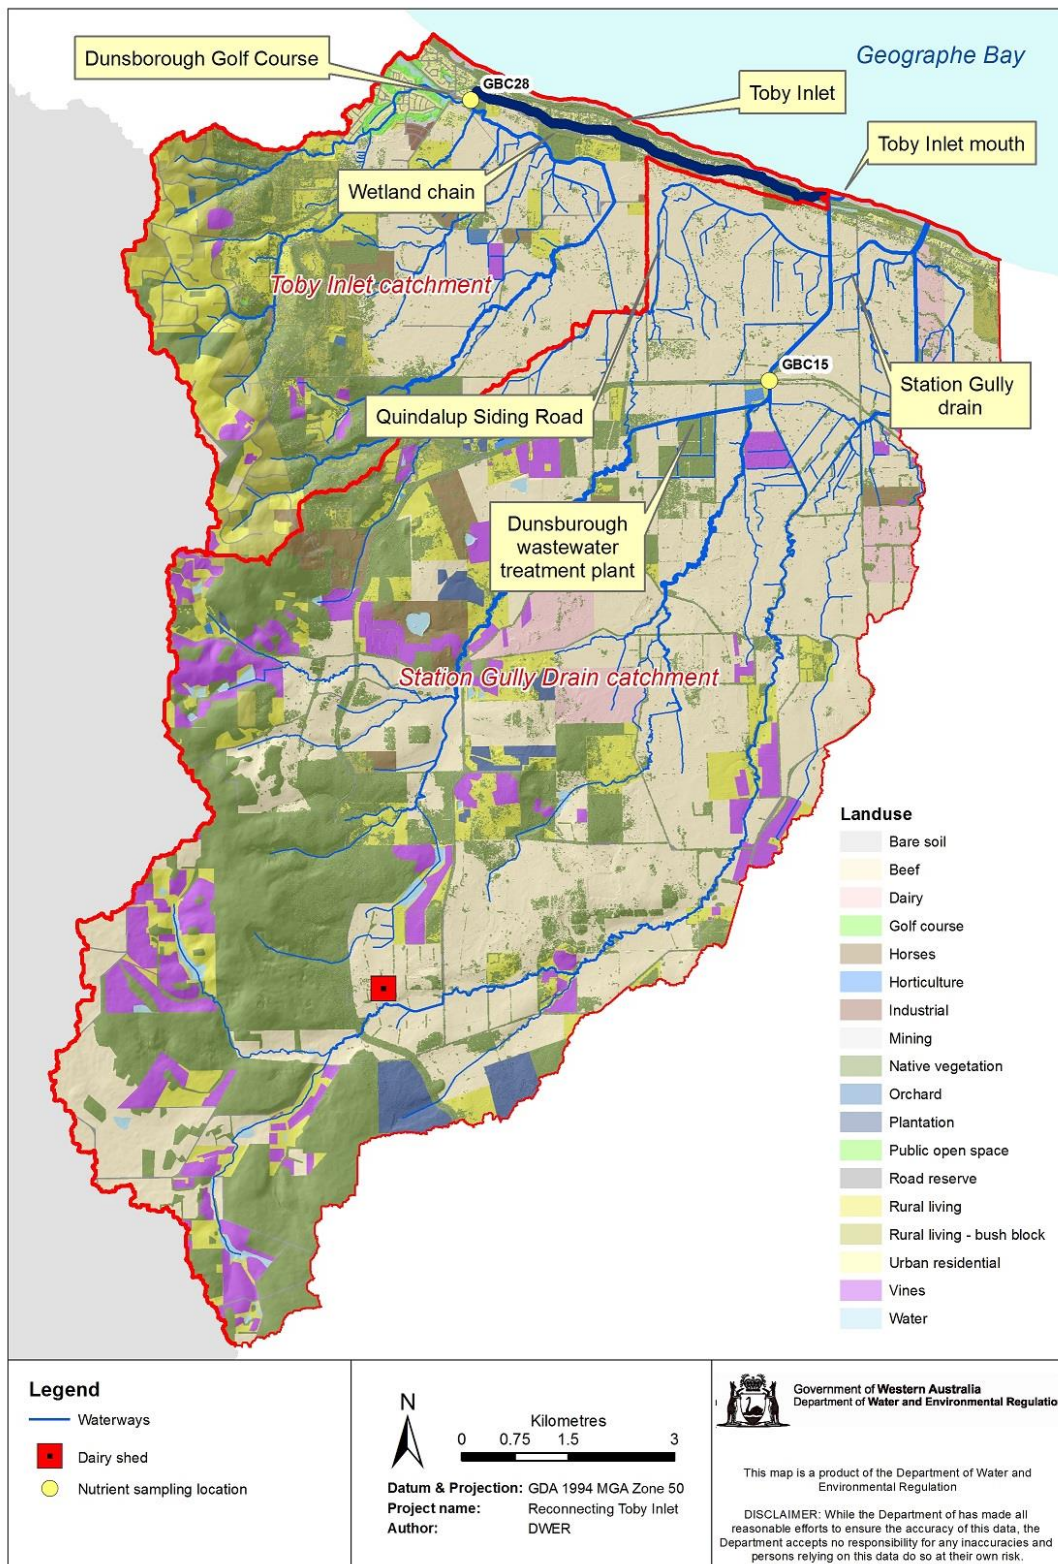 Dunsborough Golf Course
GBC28
Geographe Bay
Toby Inlet
Toby Inlet mouth
Wetland chain
Toby Inlet catchment
GBC15
Station Gully
drain
Quindalup Siding Road
Dunsburough
wastewater
treatment plant
Station Gully Drain catchment
Landuse
Bare soil
Beef
Dairy
Golf course
Horses
Horticulture
Industrial
Mining
Native vegetation
Orchard
Plantation
Public open space
Road reserve
Rural living
Rural living - bush block
Urban residential
Vines
Water
Legend
Waterways
Dairy shed
Nutrient sampling location
N
Kilometres
0 0.75 1.5 3
Datum & Projection: GDA 1994 MGA Zone 50
Project name: Reconnecting Toby Inlet
Author: DWER
Government of Western Australia
Department of Water and Environmental Regulatio
This map is a product of the Department of Water and
Environmental Regulation
DISCLAIMER: While the Department of has made all
reasonable efforts to ensure the accuracy of this data, the
Department accepts no responsibility for any inaccuracies and
persons relying on this data do so at their own risk.